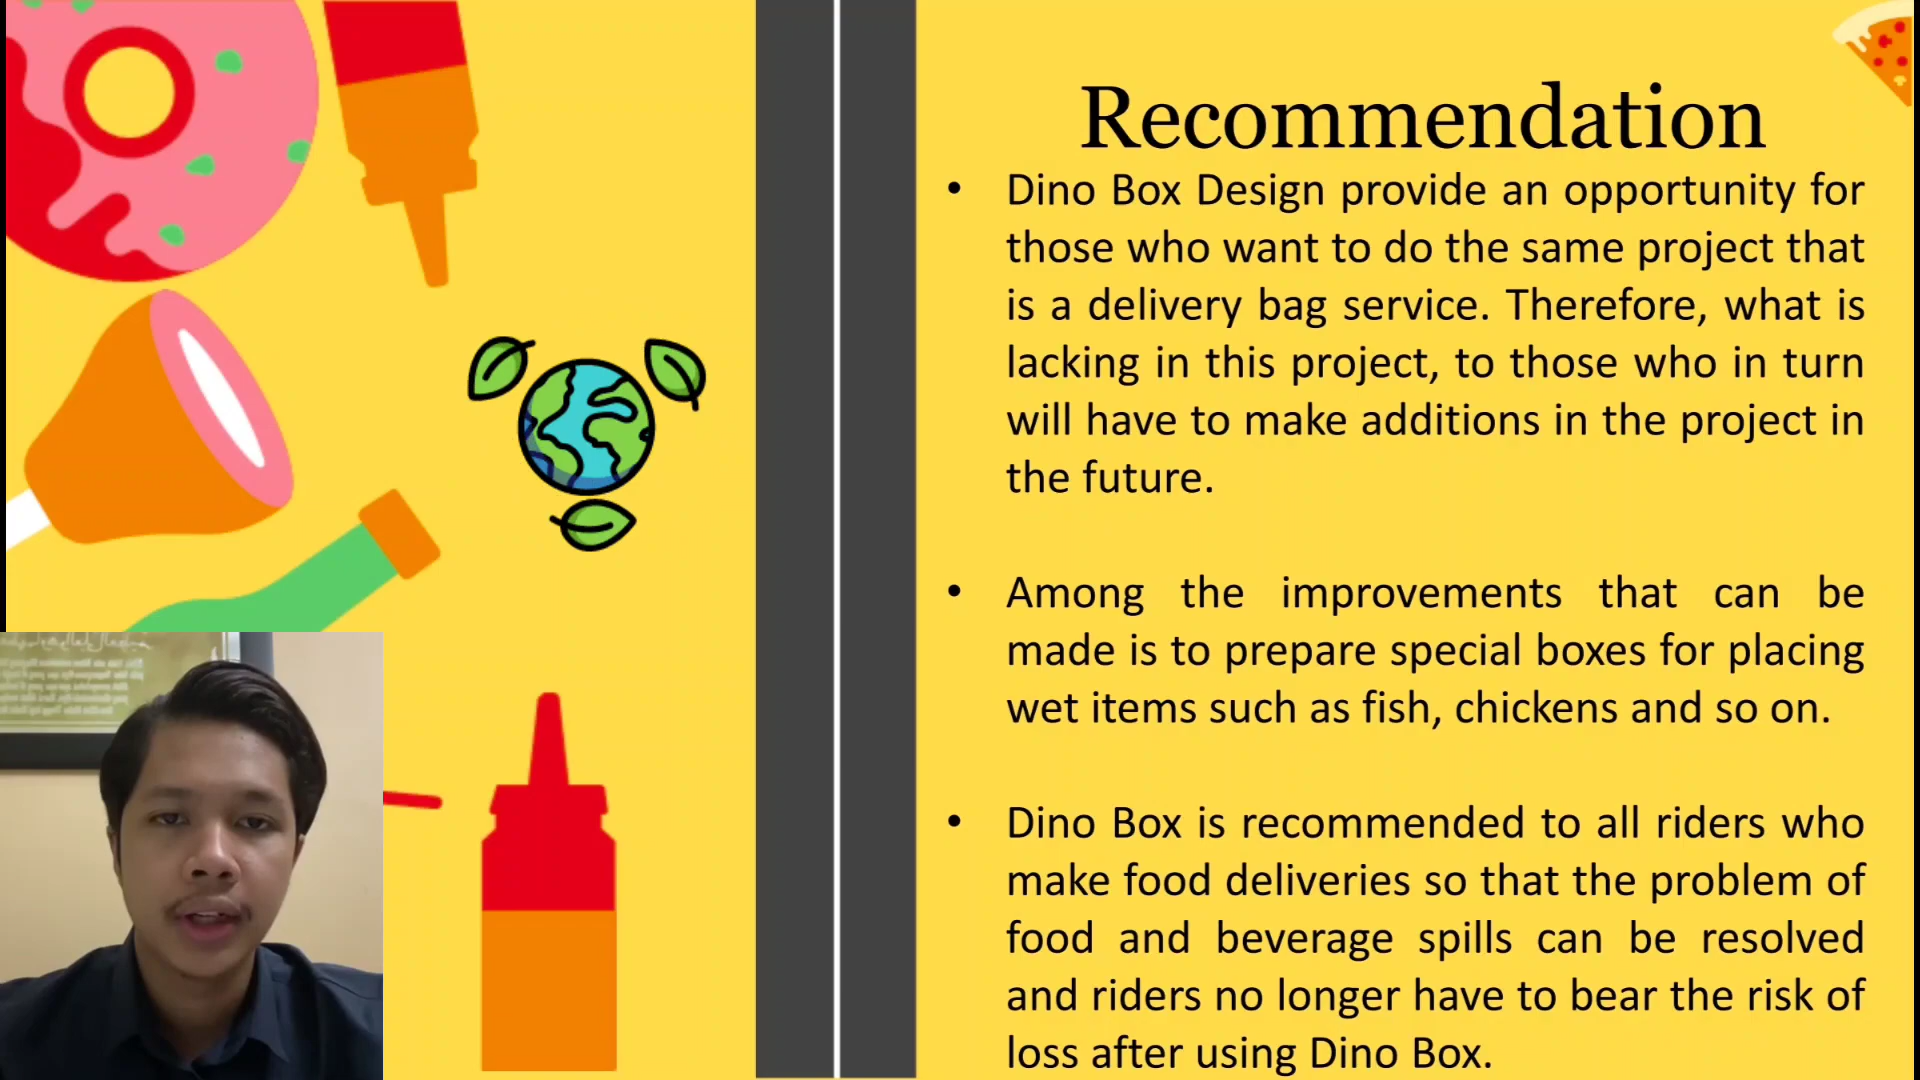 Recommendation
• Dino Box Design provide an opportunity for
those who want to do the same project that
is a delivery bag service. Therefore, what is
lacking in this project, to those who in turn
will have to make additions in the project in
the future.
• Among the improvements that can be
made is to prepare special boxes for placing
wet items such as fish, chickens and so on.
• Dino Box is recommended to all riders who
make food deliveries so that the problem of
food and beverage spills can be resolved
and riders no longer have to bear the risk of
loss after using Dino Box.